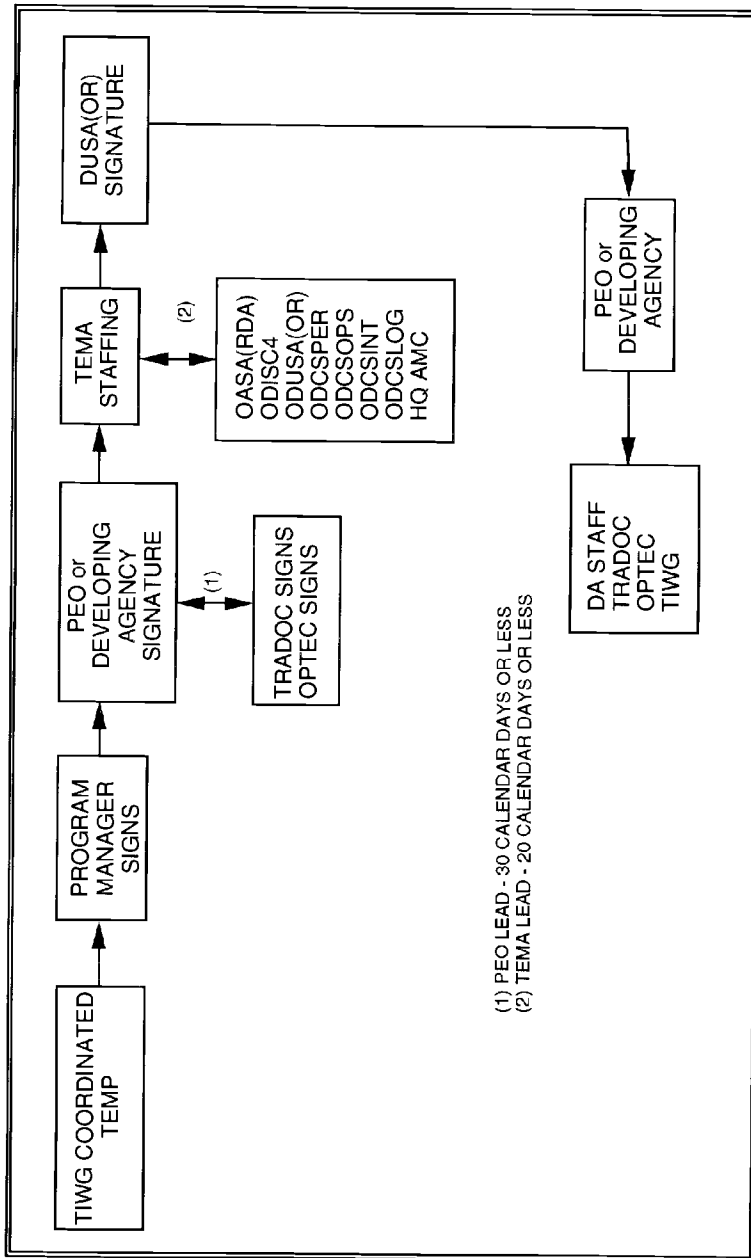 TIWG COORDINATED
TEMP
PROGRAM
MANAGER
SIGNS
PEO or
DEVELOPING
AGENCY
SIGNATURE
TEMA
STAFFING
DUSA(OR)
SIGNATURE
(1)
TRADOC SIGNS
OPTEC SIGNS
(2)
OASA(RDA)
ODISC4
ODUSA(OR)
ODCSPER
ODCSOPS
ODCSINT
ODCSLOG
HQ AMC
PEO or
DEVELOPING
AGENCY
DA STAFF
TRADOC
OPTEC
TIWG
(1) PEO LEAD - 30 CALENDAR DAYS OR LESS
(2) TEMA LEAD - 20 CALENDAR DAYS OR LESS